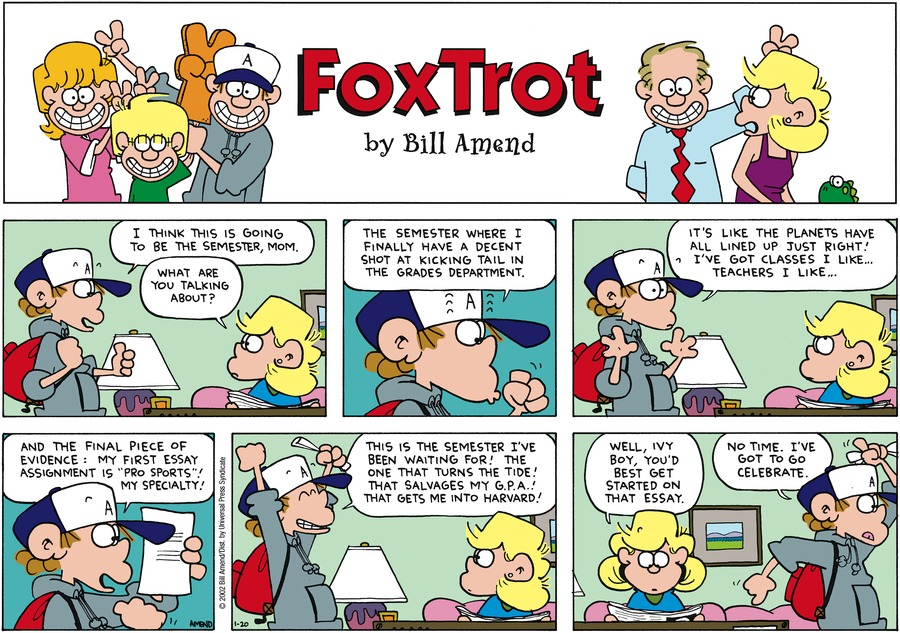 A
FoxTrot
by Bill Amend
I THINK THIS IS GOING
TO BE THE SEMESTER, MOM.
WHAT ARE
YOU TALKING
ABOUT?
A
THE SEMESTER WHERE I
FINALLY HAVE A DECENT
SHOT AT KICKING TAIL IN
THE GRADES DEPARTMENT.
A
IT'S LIKE THE PLANETS HAVE
ALL LINED UP JUST RIGHT!
I'VE GOT CLASSES I LIKE...
TEACHERS I LIKE...
A
AND THE FINAL PIECE OF
EVIDENCE: MY FIRST ESSAY
ASSIGNMENT IS "PRO SPORTS"!
MY SPECIALTY!
A
AMEND
© 2002 Bill Amend/Dist. by Universal Press Syndicate
THIS IS THE SEMESTER I'VE
BEEN WAITING FOR! THE
ONE THAT TURNS THE TIDE!
THAT SALVAGES MY G.P.A.!
THAT GETS ME INTO HARVARD!
A
1-20
WELL, IVY
BOY, YOU'D
BEST GET
STARTED ON
THAT ESSAY.
NO TIME. I'VE
GOT TO GO
CELEBRATE.
A